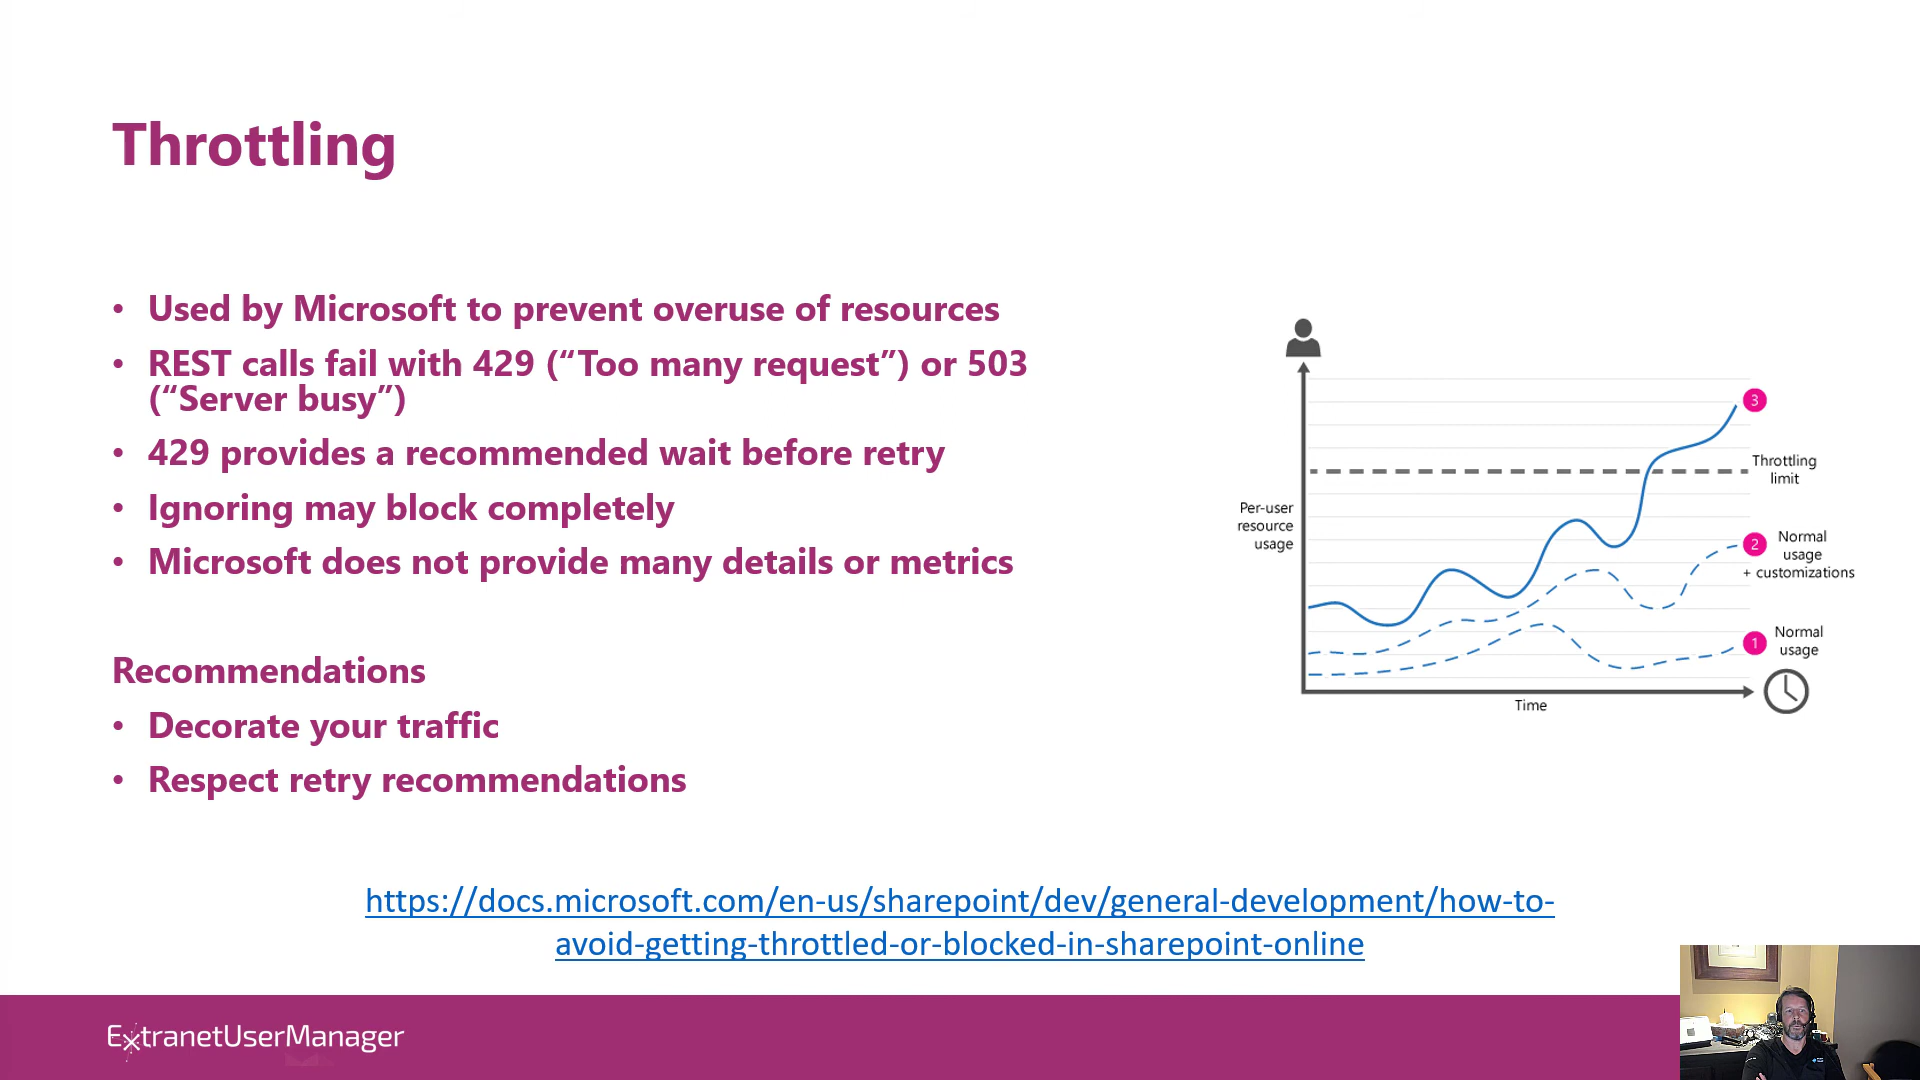 Throttling
• Used by Microsoft to prevent overuse of resources
• REST calls fail with 429 (“Too many request”) or 503
(“Server busy”)
• 429 provides a recommended wait before retry
• Ignoring may block completely
• Microsoft does not provide many details or metrics
Recommendations
• Decorate your traffic
• Respect retry recommendations
Per-user
resource
usage
3
Throttling
limit
2
Normal
usage
+ customizations
1
Normal
usage
Time
https://docs.microsoft.com/en-us/sharepoint/dev/general-development/how-to-
avoid-getting-throttled-or-blocked-in-sharepoint-online
ExtranetUserManager